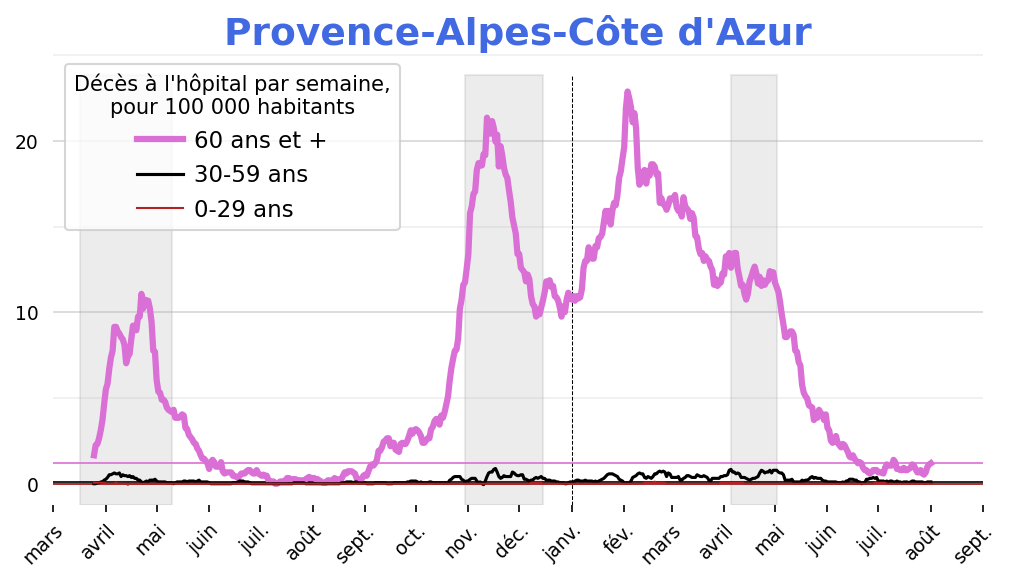 Provence-Alpes-Côte d'Azur
Décès à l'hôpital par semaine,
pour 100 000 habitants
60 ans et +
30-59 ans
0-29 ans
20
10
0
mars
avril
mai
juin
juil.
août
sept.
oct.
nov.
déc.
janv.
fév.
mars
avril
mai
juin
juil.
août
sept.